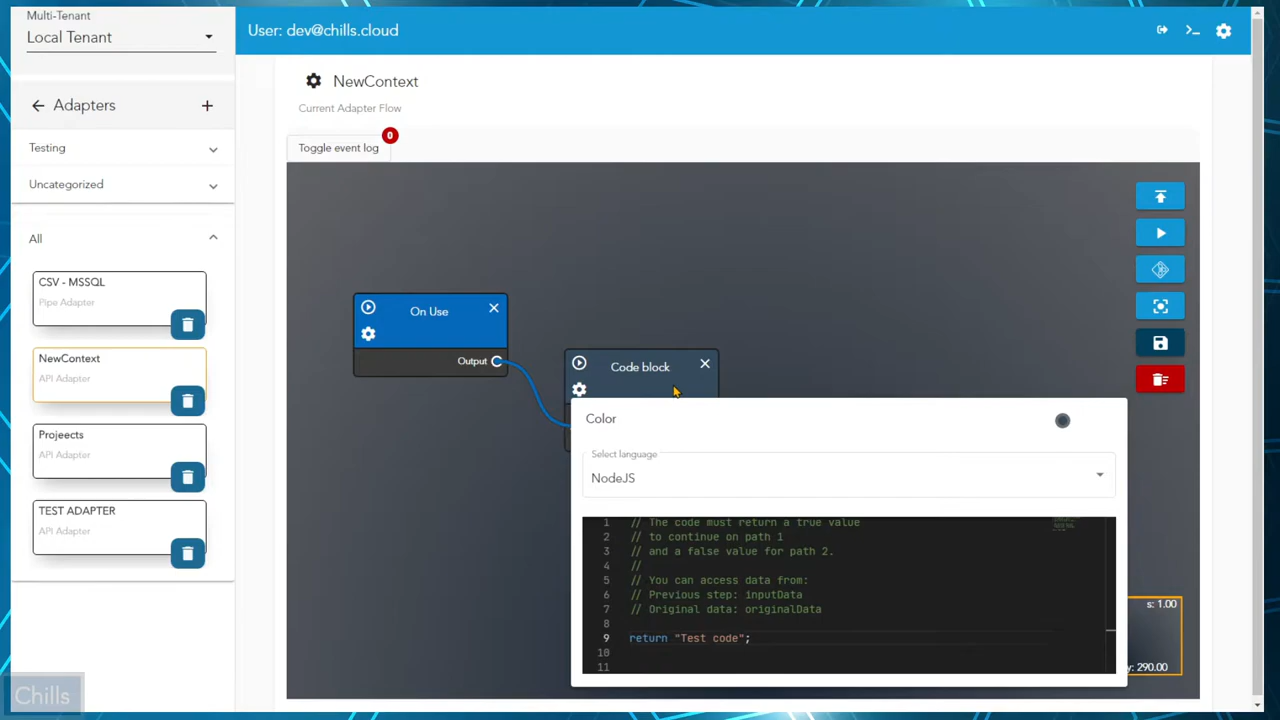 Multi-Tenant
Local Tenant
User: dev@chills.cloud
Adapters
NewContext
Current Adapter Flow
Testing
Toggle event log
0
Uncategorized
All
CSV - MSSQL
Pipe Adapter
NewContext
API Adapter
Projeects
API Adapter
TEST ADAPTER
API Adapter
On Use
Output
Code block
Color
Select language
NodeJS
1 // The code must return a true value
2 // to continue on path 1
3 // and a false value for path 2.
4 //
5 // You can access data from:
6 // Previous step: inputData
7 // Original data: originalData
8
9 return "Test code";
10
11
s: 1.00
y: 290.00
Chills